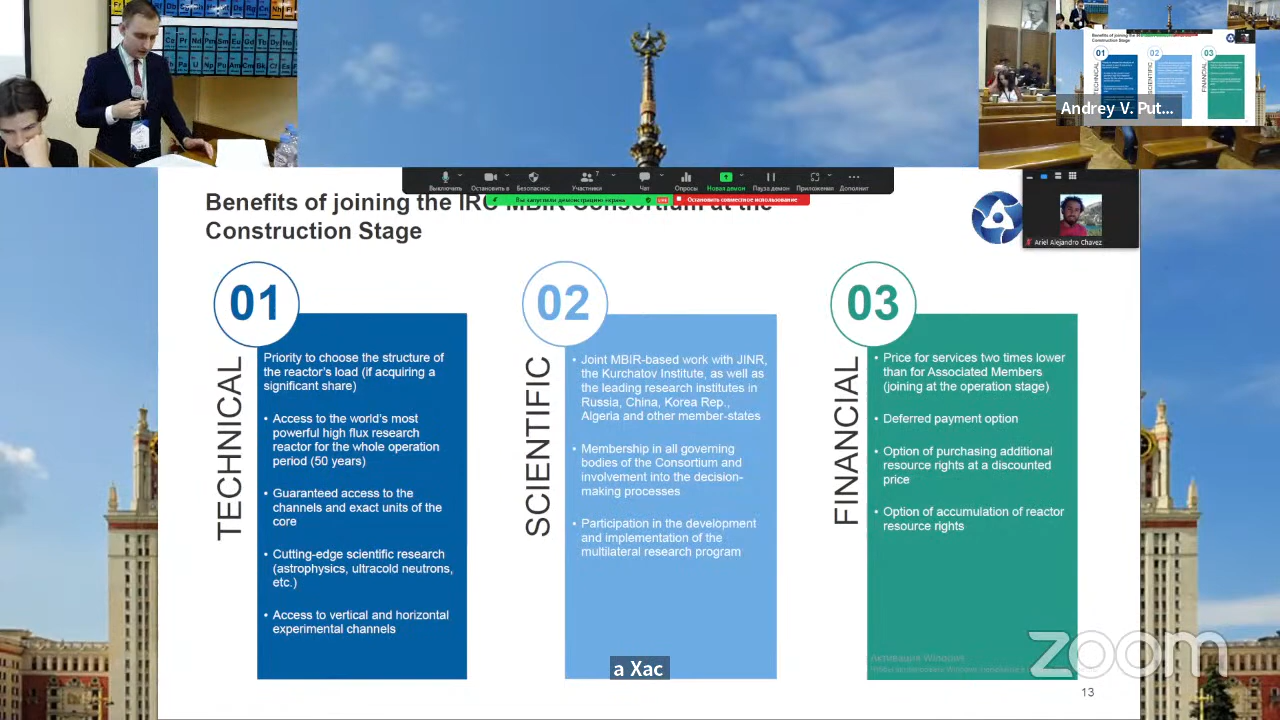 Andrey V. Put...
Выключить
Остановить в
Безопаснос
Участники
7
Чат
Опросы
Новая демон
Пауза демон
Приложения
Дополнит
Вы запустили демонстрацию экрана
LIVE
Остановить совместное использование
Ariel Alejandro Chavez
Benefits of joining the IRC MBIR Consortium at the
Construction Stage
01
TECHNICAL
Priority to choose the structure of
the reactor's load (if acquiring a
significant share)
• Access to the world's most
powerful high flux research
reactor for the whole operation
period (50 years)
• Guaranteed access to the
channels and exact units of the
core
• Cutting-edge scientific research
(astrophysics, ultracold neutrons,
etc.)
• Access to vertical and horizontal
experimental channels
02
SCIENTIFIC
• Joint MBIR-based work with JINR,
the Kurchatov Institute, as well as
the leading research institutes in
Russia, China, Korea Rep.,
Algeria and other member-states
• Membership in all governing
bodies of the Consortium and
involvement into the decision-
making processes
• Participation in the development
and implementation of the
multilateral research program
03
FINANCIAL
• Price for services two times lower
than for Associated Members
(joining at the operation stage)
• Deferred payment option
• Option of purchasing additional
resource rights at a discounted
price
• Option of accumulation of reactor
resource rights
Активация Windows
а Хас
zoom
13